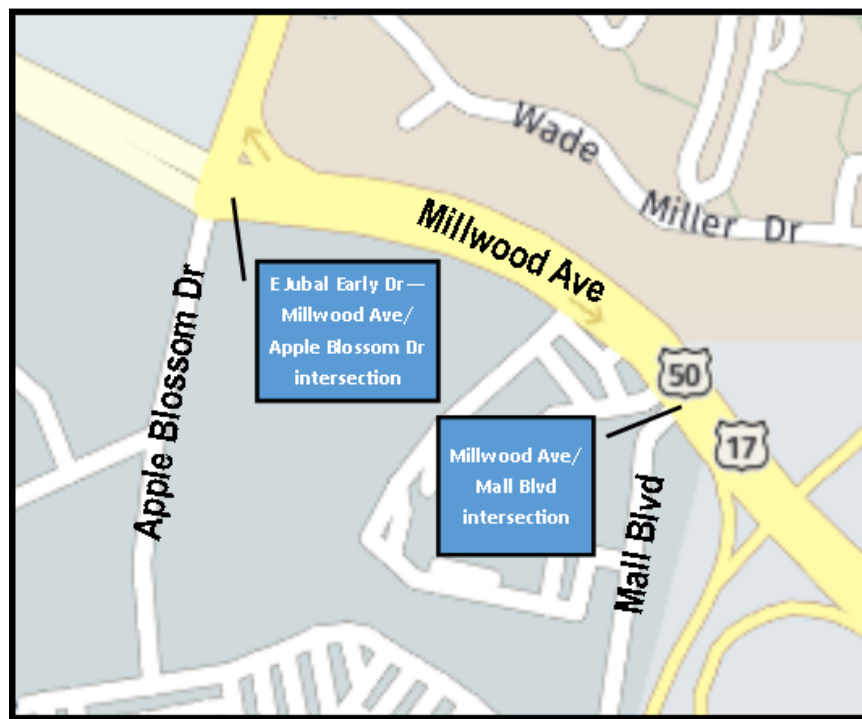 Wade
Miller Dr
Millwood Ave
Apple Blossom Dr
E Jubal Early Dr—
Millwood Ave/
Apple Blossom Dr
intersection
50
17
Millwood Ave/
Mall Blvd
intersection
Mall Blvd